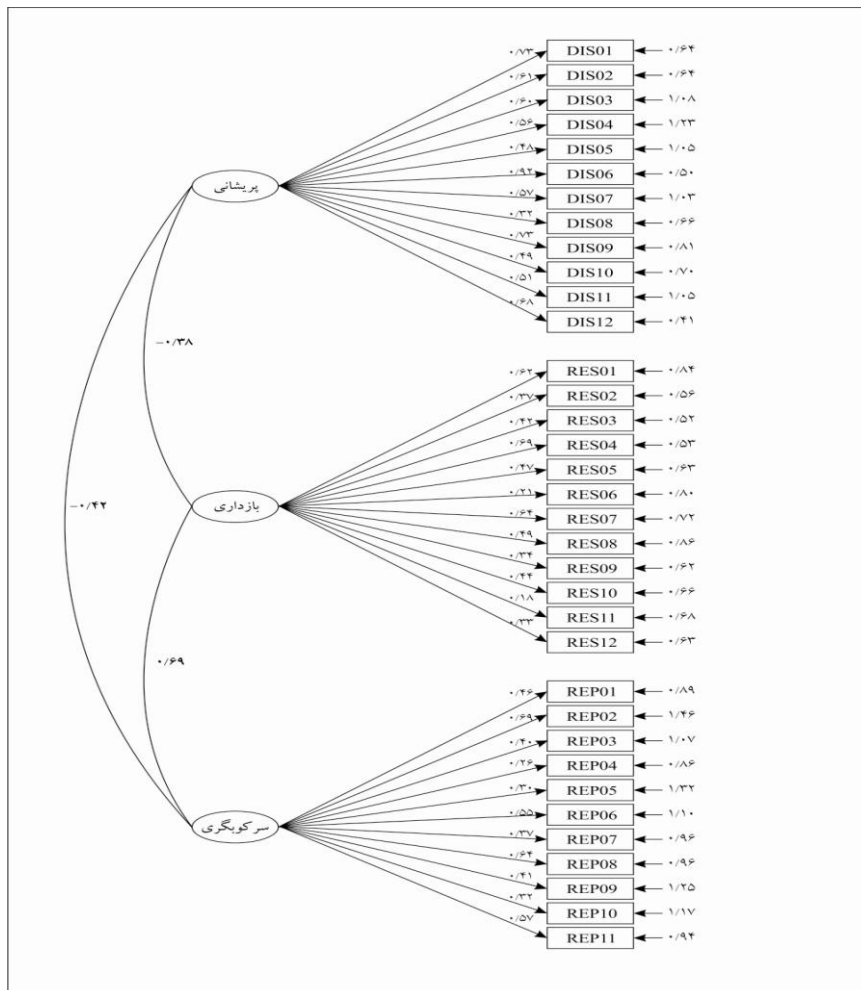 ۰/۷۳ DIS01 ۰/۶۴
۰/۶۱ DIS02 ۰/۶۴
۰/۶۰ DIS03 ۱/۰۸
۰/۵۶ DIS04 ۱/۲۳
۰/۴۸ DIS05 ۱/۰۵
۰/۹۲ DIS06 ۰/۵۰
پریشانی
۰/۵۷ DIS07 ۱/۰۳
۰/۳۲ DIS08 ۰/۶۶
۰/۷۳ DIS09 ۰/۸۱
۰/۴۹ DIS10 ۰/۷۰
۰/۵۱ DIS11 ۱/۰۵
۰/۶۸ DIS12 ۰/۴۱
−۰/۳۸
۰/۶۲ RES01 ۰/۸۴
۰/۳۷ RES02 ۰/۵۶
۰/۴۲ RES03 ۰/۵۲
۰/۶۹ RES04 ۰/۵۳
۰/۴۷ RES05 ۰/۶۳
۰/۲۱ RES06 ۰/۸۰
−۰/۴۲
بازداری
۰/۶۴ RES07 ۰/۷۲
۰/۴۹ RES08 ۰/۸۶
۰/۳۴ RES09 ۰/۶۲
۰/۴۴ RES10 ۰/۶۶
۰/۱۸ RES11 ۰/۶۸
۰/۳۳ RES12 ۰/۶۳
۰/۶۹
۰/۴۶ REP01 ۰/۸۹
۰/۶۹ REP02 ۱/۴۶
۰/۴۰ REP03 ۱/۰۷
۰/۲۶ REP04 ۰/۸۶
۰/۳۰ REP05 ۱/۳۲
۰/۵۵ REP06 ۱/۱۰
سرکوبگری
۰/۳۷ REP07 ۰/۹۶
۰/۶۴ REP08 ۰/۹۶
۰/۴۱ REP09 ۱/۲۵
۰/۳۲ REP10 ۱/۱۷
۰/۵۷ REP11 ۰/۹۴